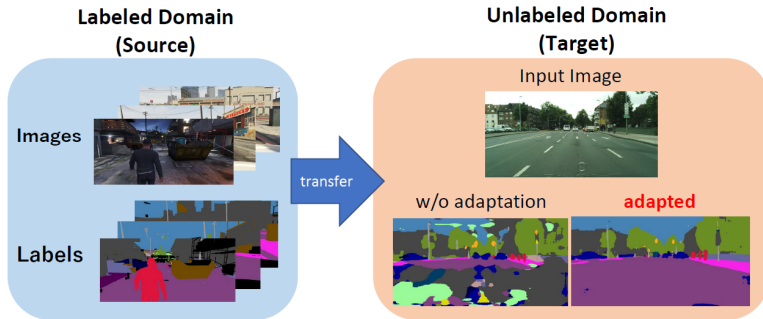 Labeled Domain
(Source)
Images
Labels
transfer
Unlabeled Domain
(Target)
Input Image
w/o adaptation
adapted